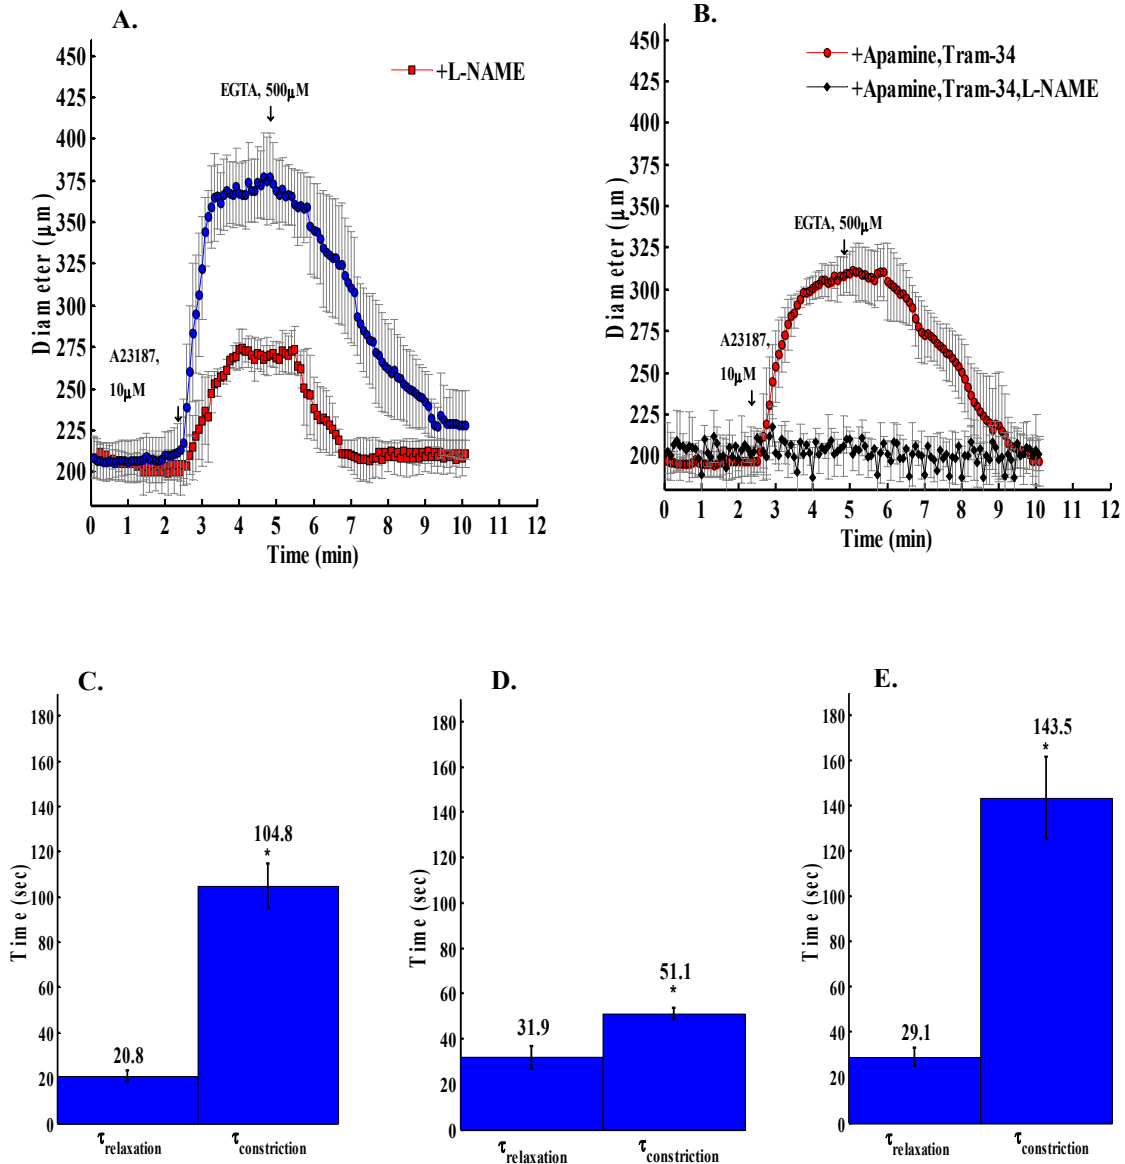 A.
+L-NAME
EGTA, 500μM
A23187,
10μM
Diameter (μm)
450
425
400
375
350
325
300
275
250
225
200
0 1 2 3 4 5 6 7 8 9 10 11 12
Time (min)
B.
+Apamine,Tram-34
+Apamine,Tram-34,L-NAME
EGTA, 500μM
A23187,
10μM
Diameter (μm)
450
425
400
375
350
325
300
275
250
225
200
0 1 2 3 4 5 6 7 8 9 10 11 12
Time (min)
C.
Time (sec)
180
160
140
120
100
80
60
40
20
0
20.8
104.8
*
τrelaxation
τconstriction
D.
Time (sec)
180
160
140
120
100
80
60
40
20
0
31.9
51.1
*
τrelaxation
τconstriction
E.
Time (sec)
180
160
140
120
100
80
60
40
20
0
29.1
143.5
*
τrelaxation
τconstriction